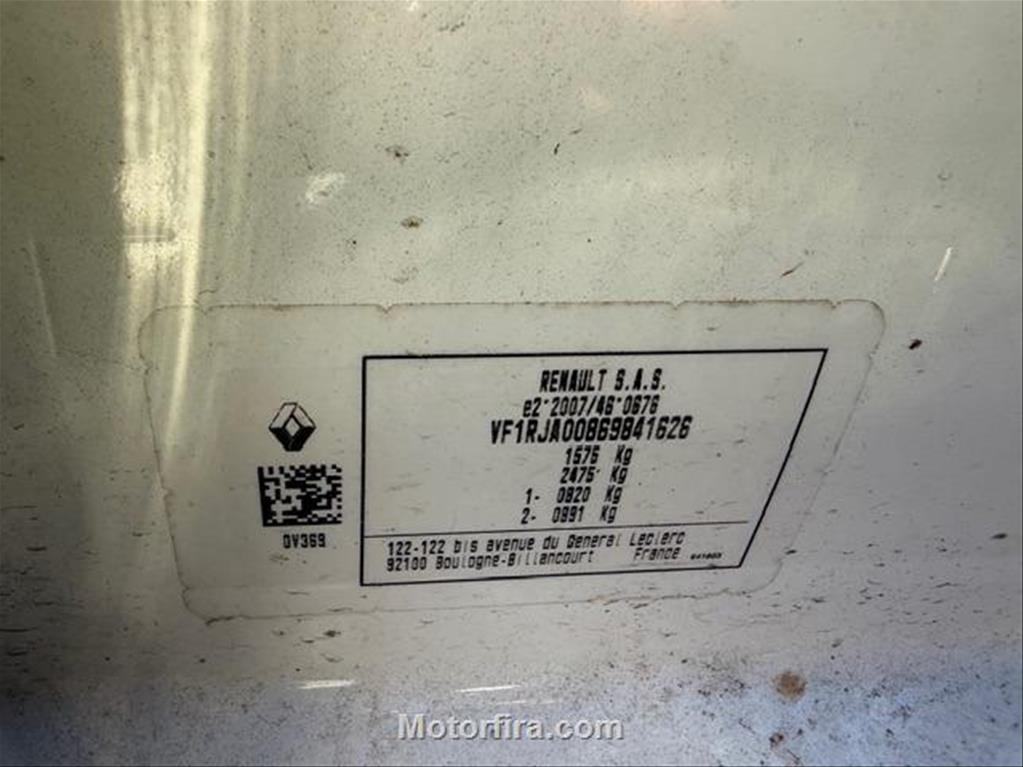 RENAULT S.A.S.
e2*2007/46*0676
VF1RJA00869841626
1575 Kg
2475 Kg
1- 0820 Kg
2- 0891 Kg
0V369
122-122 bis avenue du General Leclerc
92100 Boulogne-Billancourt France
Motorfira.com